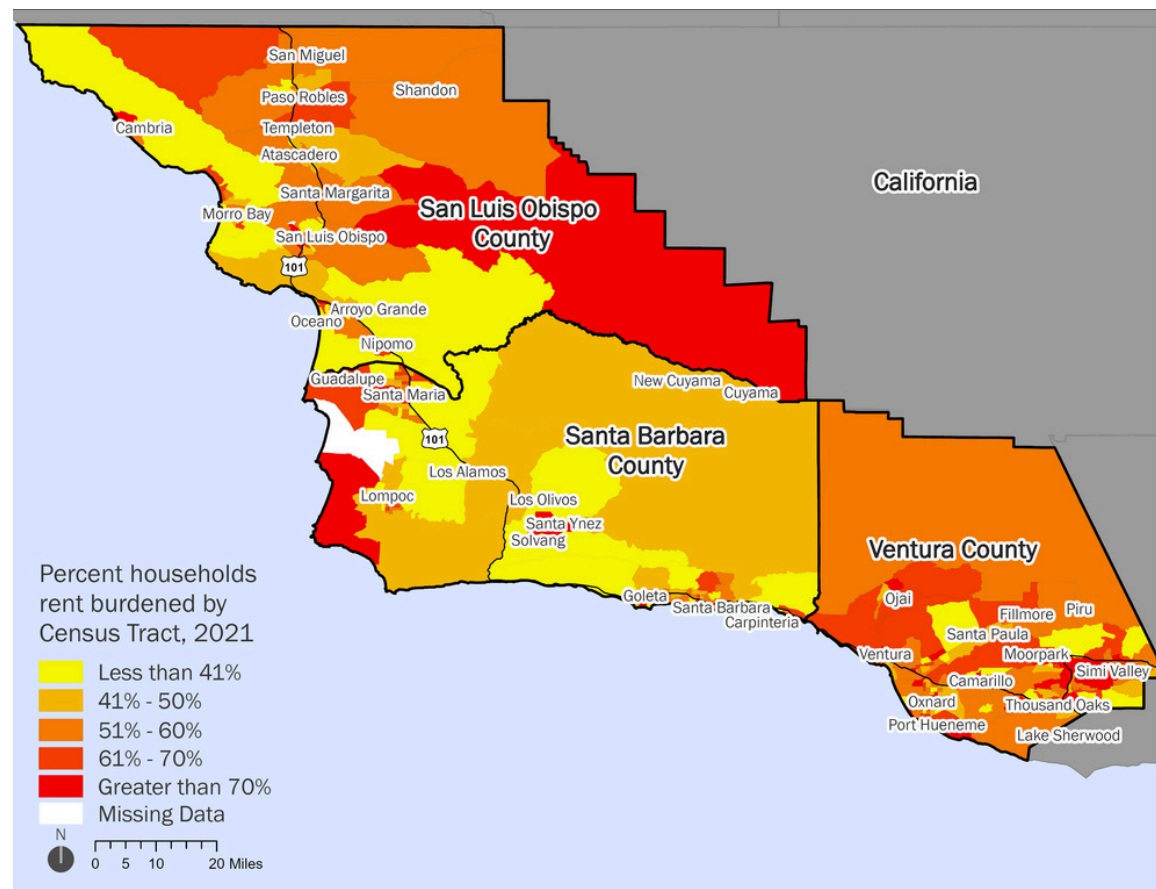 San Miguel
Shandon
Paso Robles
Cambria
Templeton
Atascadero
California
Santa Margarita
San Luis Obispo
County
Morro Bay
San Luis Obispo
101
Arroyo Grande
Oceano
Nipomo
Guadalupe
New Cuyama
Santa Maria
Cuyama
101
Santa Barbara
County
Los Alamos
Lompoc
Los Olivos
Santa Ynez
Solvang
Ventura County
Goleta
Ojai
Santa Barbara
Fillmore
Piru
Carpinteria
Santa Paula
Ventura
Moorpark
Simi Valley
Camarillo
Oxnard
Thousand Oaks
Port Hueneme
Lake Sherwood
Percent households
rent burdened by
Census Tract, 2021
Less than 41%
41% - 50%
51% - 60%
61% - 70%
Greater than 70%
Missing Data
N
0 5 10 20 Miles